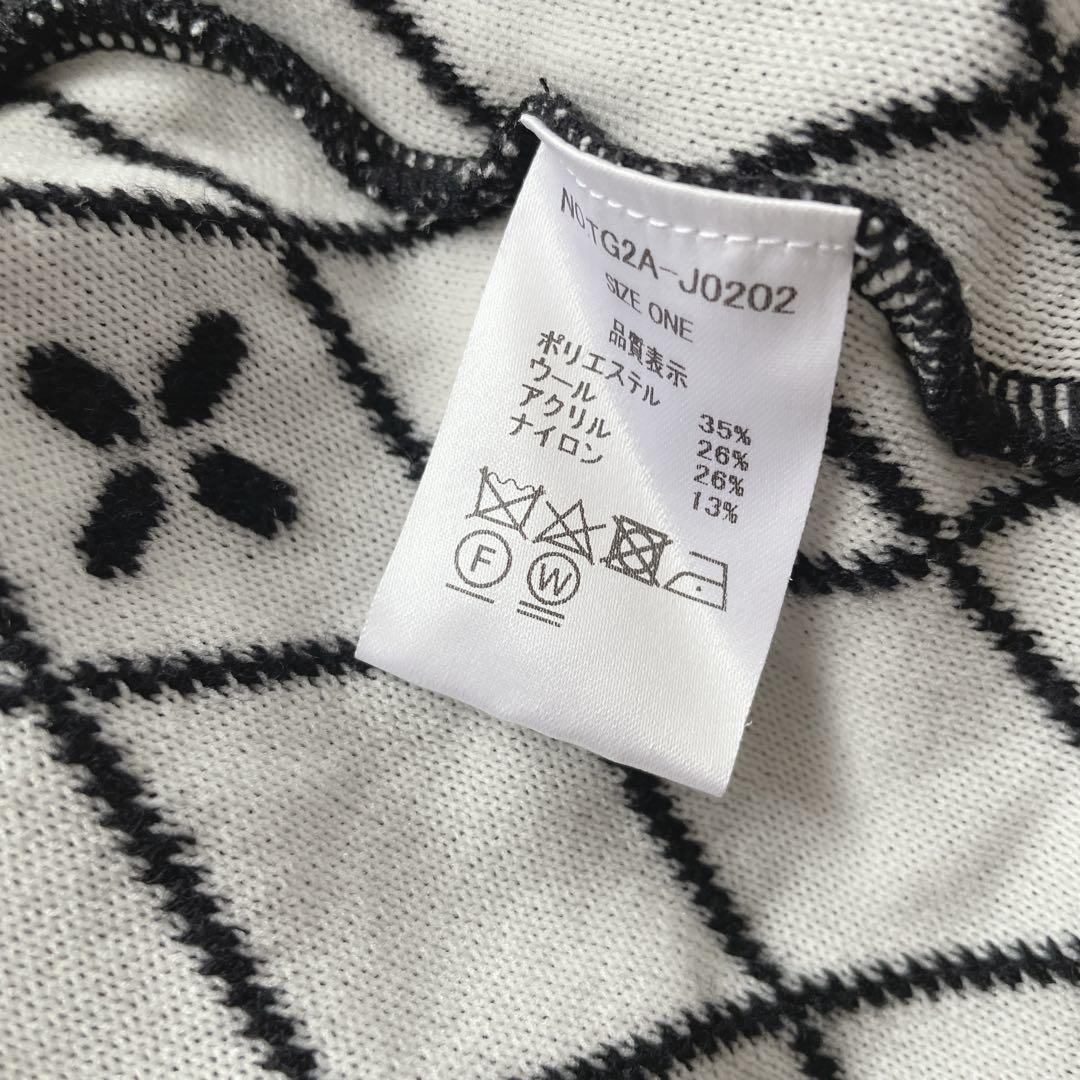 NOTG2A-J0202
SIZE ONE
品質表示
ポリエステル 35%
ウール 26%
アクリル 26%
ナイロン 13%
F W